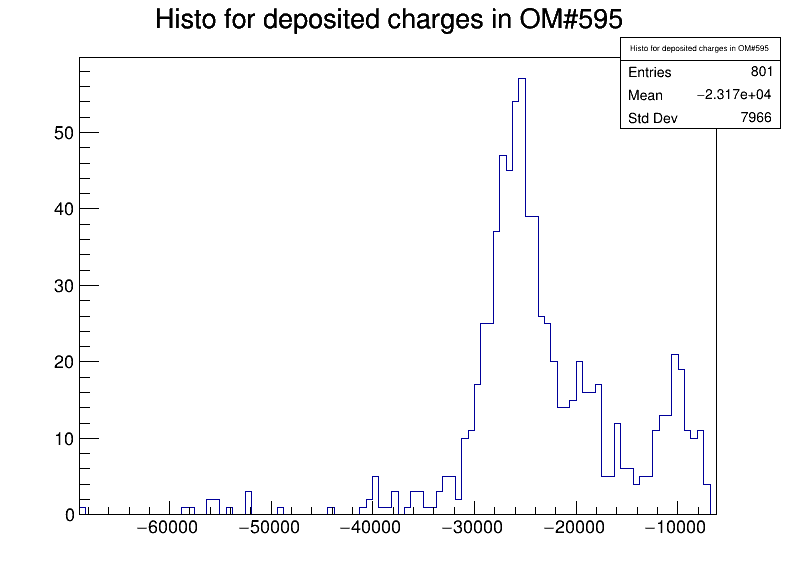 Histo for deposited charges in OM#595
Histo for deposited charges in OM#595
Entries 801
Mean −2.317e+04
Std Dev 7966
50
40
30
20
10
0
−60000 −50000 −40000 −30000 −20000 −10000